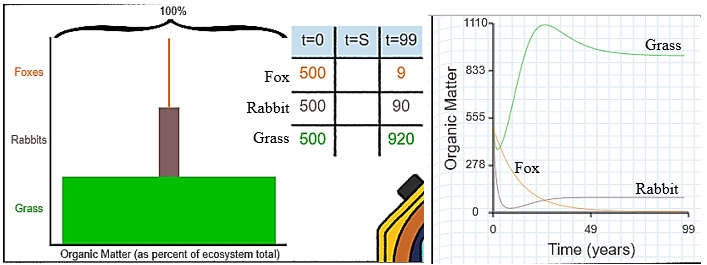 100%
Foxes
Rabbits
Grass
Organic Matter (as percent of ecosystem total)
t=0 t=S t=99
Fox 500 9
Rabbit 500 90
Grass 500 920
1110
833
555
278
0
Organic Matter
Grass
Fox
Rabbit
0 49 99
Time (years)